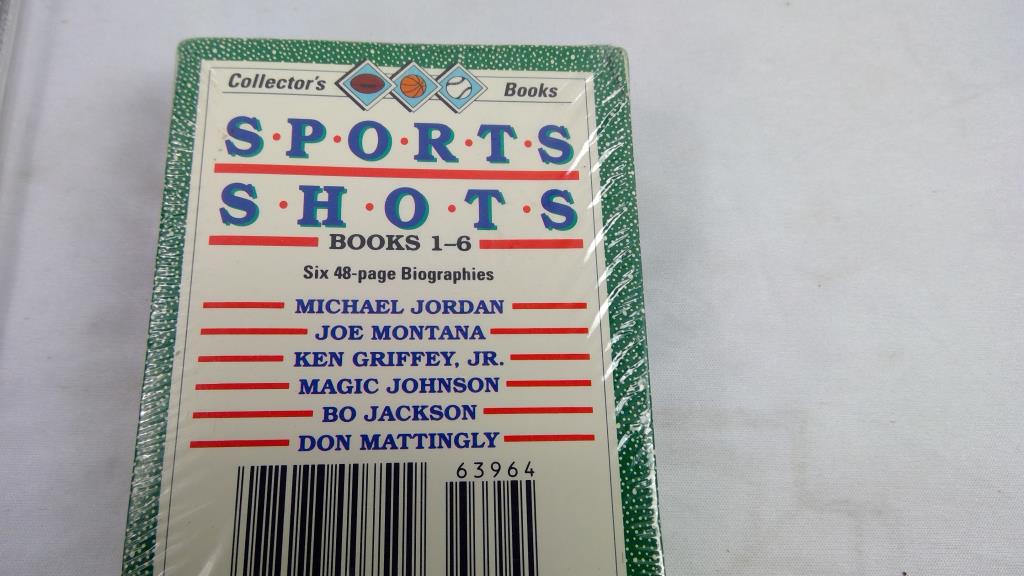 Collector's Books
S·P·O·R·T·S
S·H·O·T·S
BOOKS 1–6
Six 48-page Biographies
MICHAEL JORDAN
JOE MONTANA
KEN GRIFFEY, JR.
MAGIC JOHNSON
BO JACKSON
DON MATTINGLY
63964